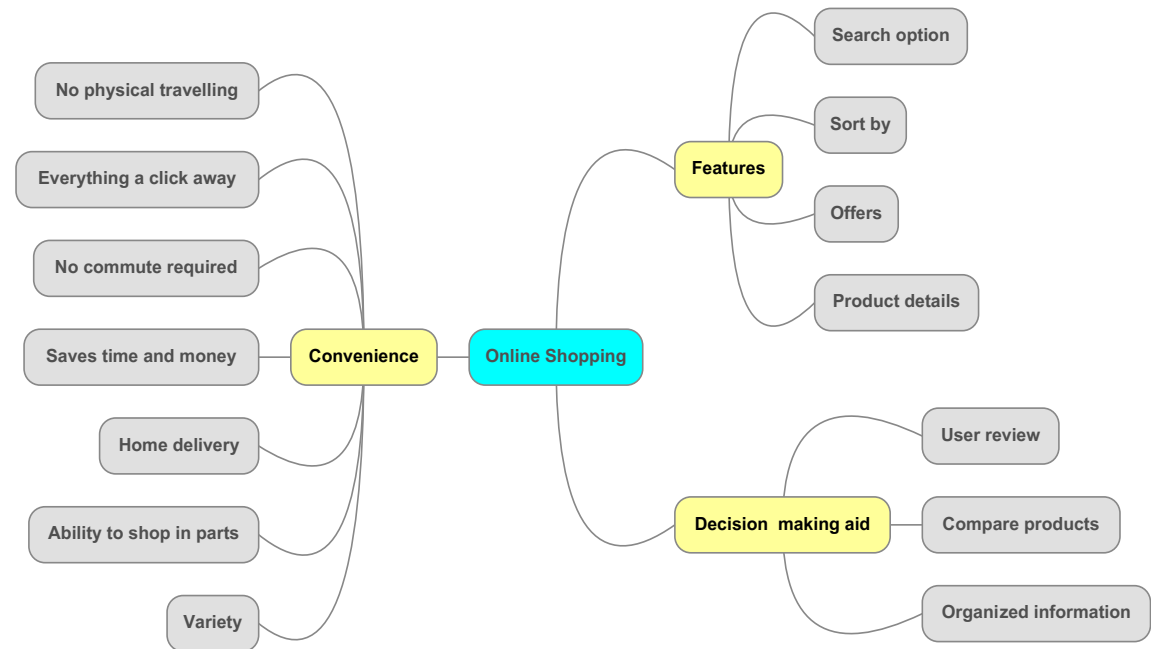 Online Shopping
Convenience
No physical travelling
Everything a click away
No commute required
Saves time and money
Home delivery
Ability to shop in parts
Variety
Features
Search option
Sort by
Offers
Product details
Decision  making aid
User review
Compare products
Organized information